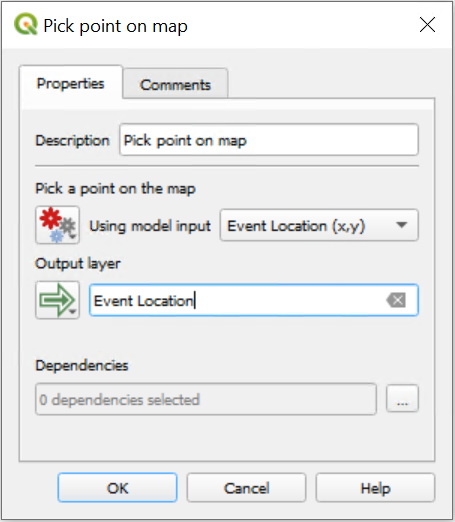 Pick point on map
Properties
Comments
Description Pick point on map
Pick a point on the map
Using model input Event Location (x,y)
Output layer
Event Location
Dependencies
0 dependencies selected ...
OK Cancel Help